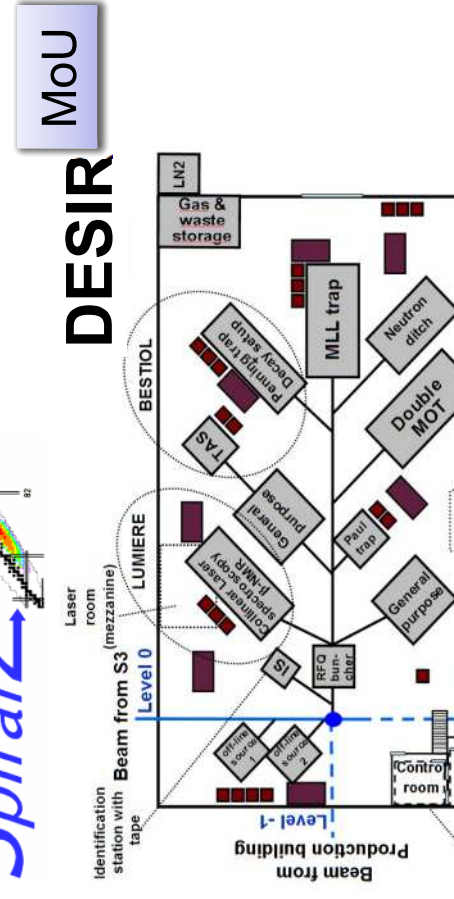 MoU
DESIR
Spiral2
82
LN2
Gas &
waste
storage
BESTIOL
LUMIERE
Laser
room
(mezzanine)
Penning trap
Decay setup
TAS
MLL trap
Neutron
ditch
Double
MOT
General
purpose
Paul
trap
Collinear Laser
spectroscopy
β-NMR
General
purpose
IS
RFQ
bun-
cher
Beam from S3
Level 0
off-line
source
1
off-line
source
2
Identification
station with
tape
Level -1
Beam from
Production building
Control
room